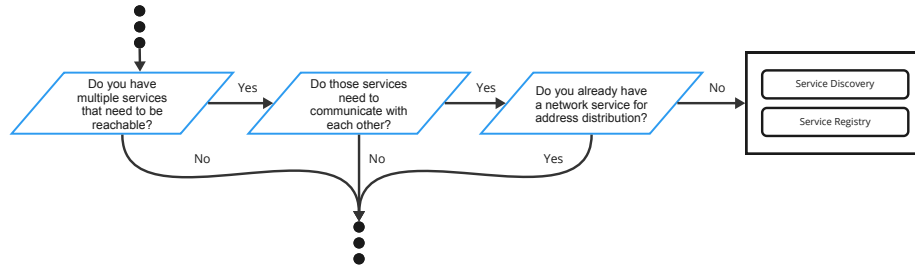 Do you have
multiple services
that need to be
reachable?
Yes
Do those services
need to
communicate with
each other?
Yes
Do you already have
a network service for
address distribution?
No
Service Discovery
Service Registry
No
No
Yes